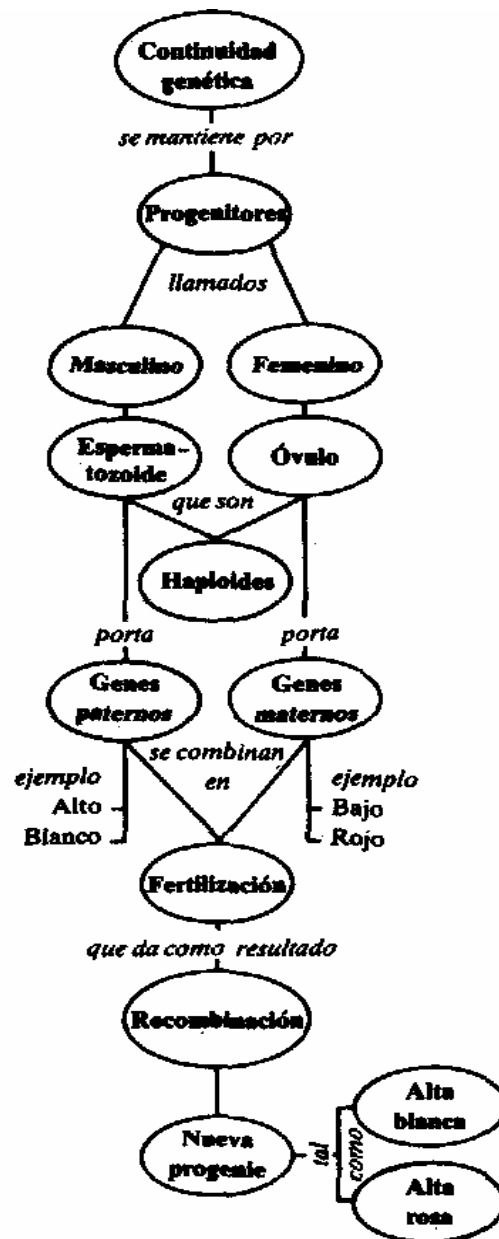 Continuidad
genética
se mantiene por
Progenitores
llamados
Masculino
Femenino
Esperma-
tozoide
Óvulo
que son
Haploides
porta
porta
Genes
paternos
Genes
maternos
se combinan
en
ejemplo
Alto
Blanco
ejemplo
Bajo
Rojo
Fertilización
que da como resultado
Recombinación
Nueva
progenie
tal
como
Alta
blanca
Alta
rosa